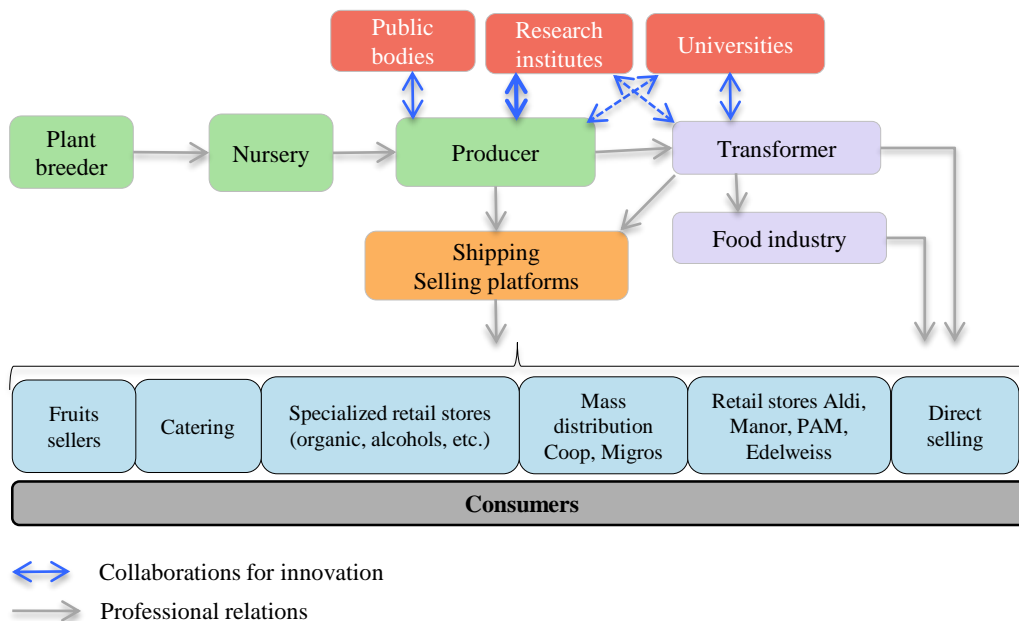 Public
bodies
Research
institutes
Universities
Plant
breeder
Nursery
Producer
Transformer
Food industry
Shipping
Selling platforms
Fruits
sellers
Catering
Specialized retail stores
(organic, alcohols, etc.)
Mass
distribution
Coop, Migros
Retail stores Aldi,
Manor, PAM,
Edelweiss
Direct
selling
Consumers
Collaborations for innovation
Professional relations